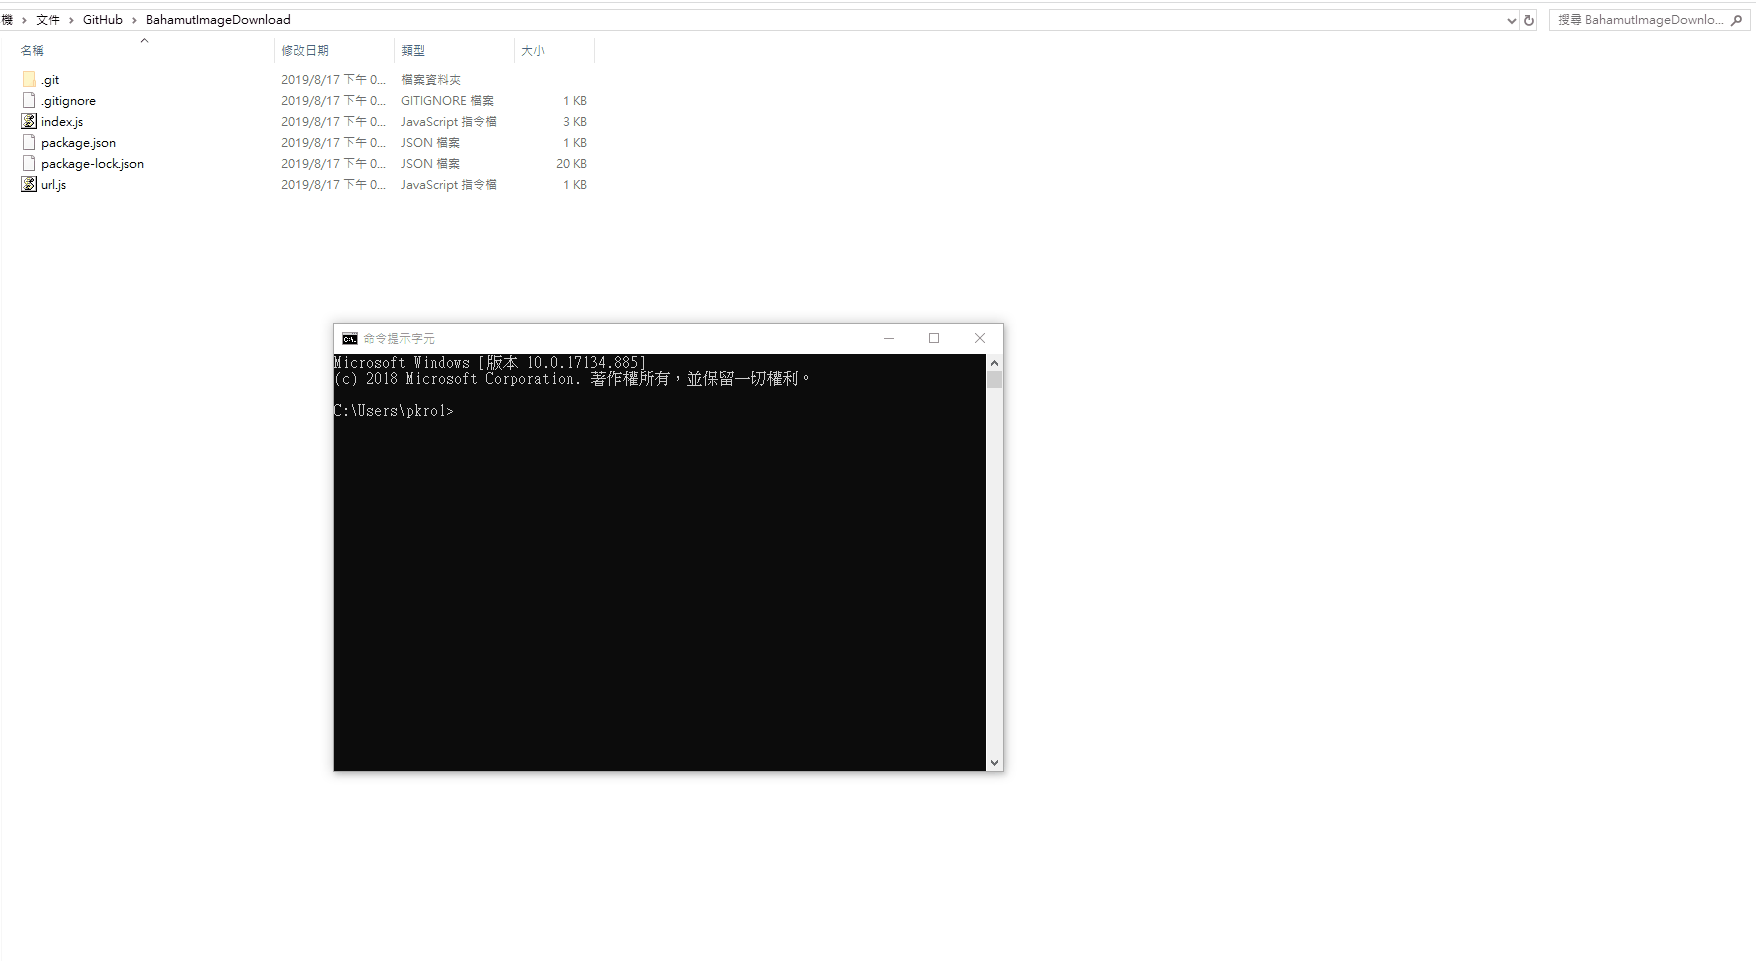 機 › 文件 › GitHub › BahamutImageDownload
搜尋 BahamutImageDownlo...
名稱 修改日期 類型 大小
.git 2019/8/17 下午 0... 檔案資料夾
.gitignore 2019/8/17 下午 0... GITIGNORE 檔案 1 KB
index.js 2019/8/17 下午 0... JavaScript 指令檔 3 KB
package.json 2019/8/17 下午 0... JSON 檔案 1 KB
package-lock.json 2019/8/17 下午 0... JSON 檔案 20 KB
url.js 2019/8/17 下午 0... JavaScript 指令檔 1 KB
C:\. 命令提示字元
Microsoft Windows [版本 10.0.17134.885]
(c) 2018 Microsoft Corporation. 著作權所有，並保留一切權利。
C:\Users\pkro1>